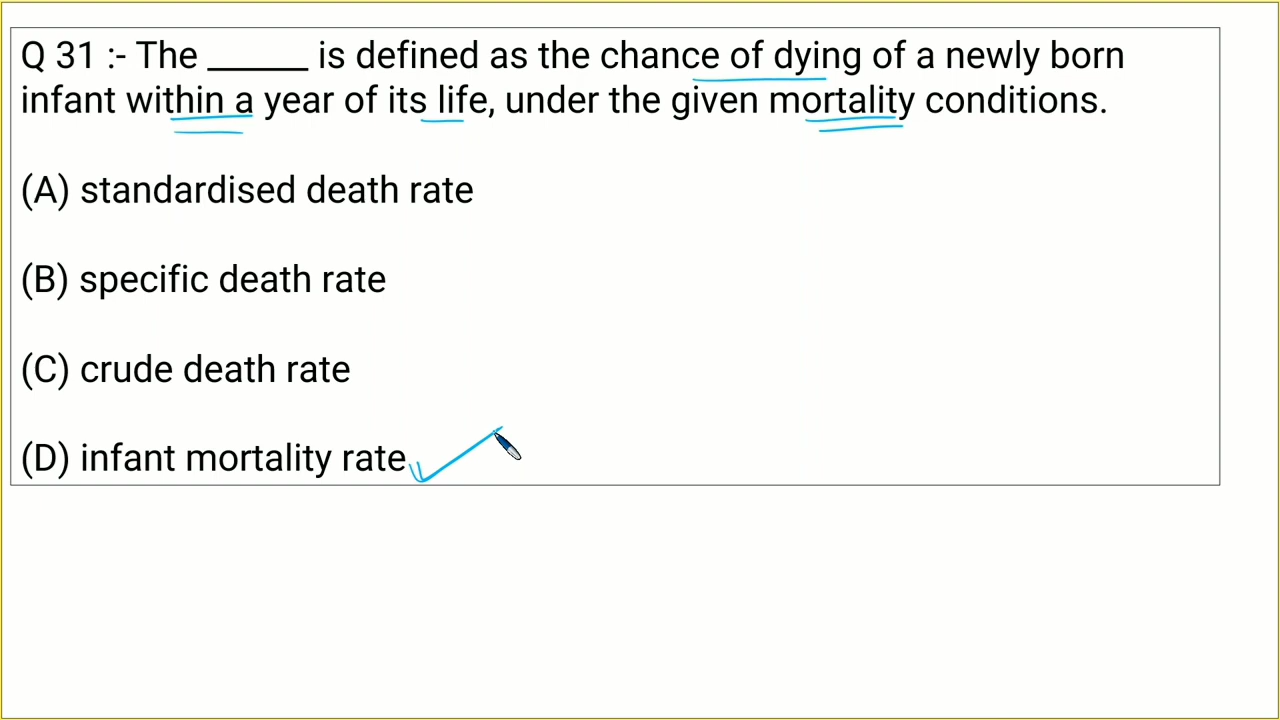 Q 31 :- The ______ is defined as the chance of dying of a newly born
infant within a year of its life, under the given mortality conditions.
(A) standardised death rate
(B) specific death rate
(C) crude death rate
(D) infant mortality rate